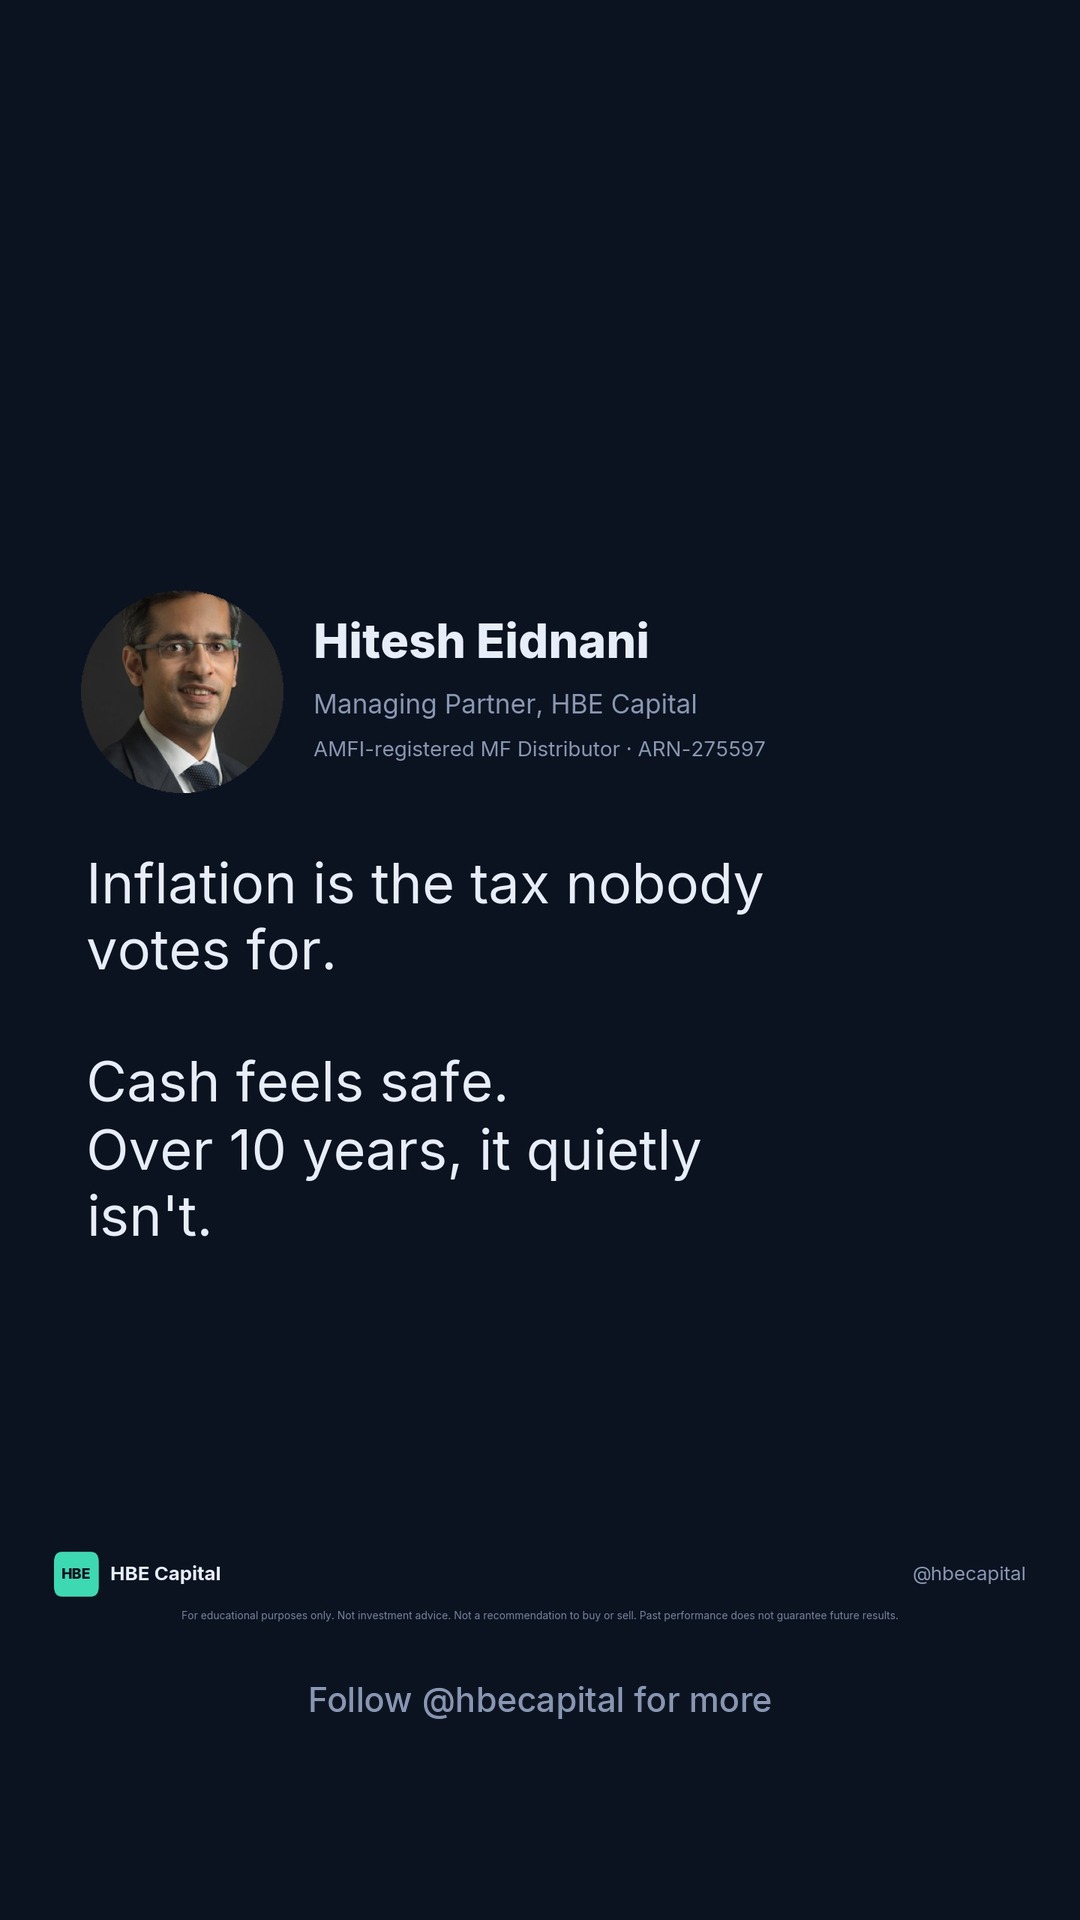 Hitesh Eidnani
Managing Partner, HBE Capital
AMFI-registered MF Distributor · ARN-275597
Inflation is the tax nobody
votes for.
Cash feels safe.
Over 10 years, it quietly
isn't.
HBE
HBE Capital
@hbecapital
For educational purposes only. Not investment advice. Not a recommendation to buy or sell. Past performance does not guarantee future results.
Follow @hbecapital for more